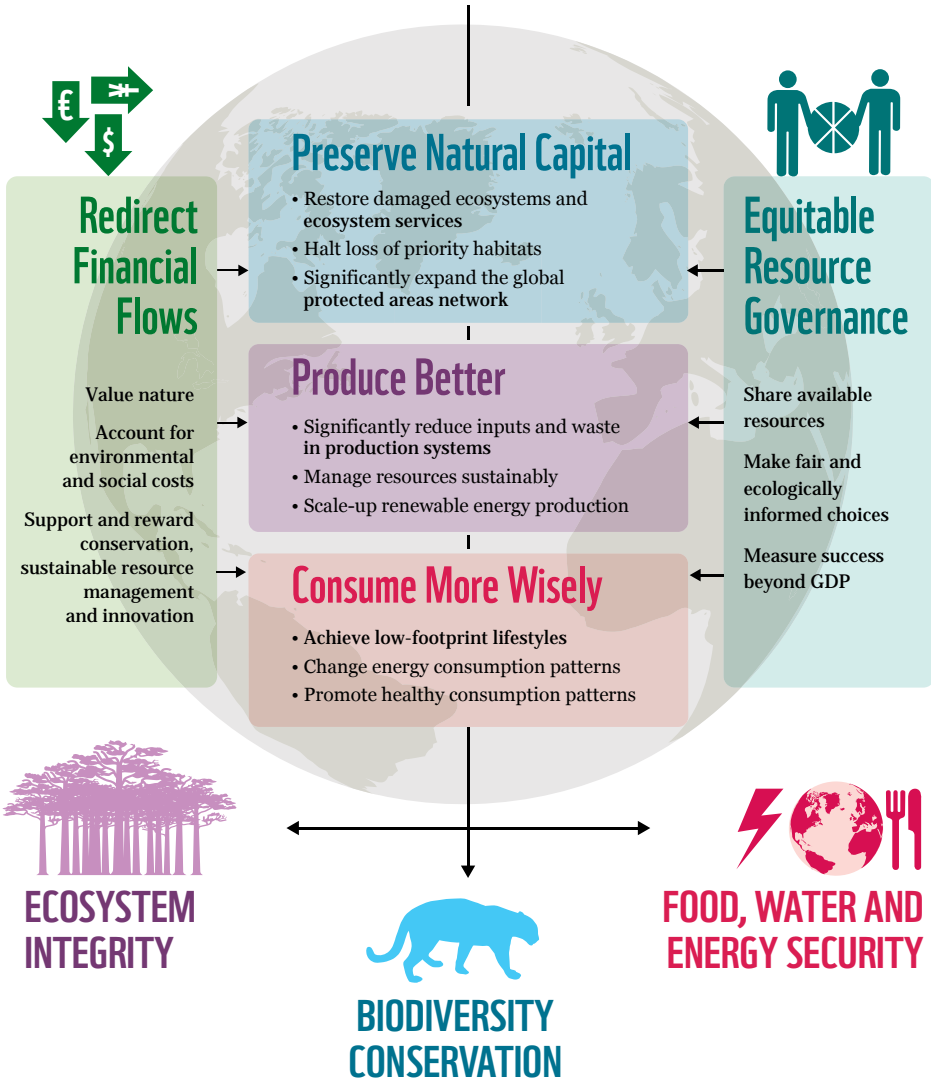 €
¥
$
Redirect
Financial
Flows
Value nature
Account for
environmental
and social costs
Support and reward
conservation,
sustainable resource
management
and innovation
Preserve Natural Capital
• Restore damaged ecosystems and
ecosystem services
• Halt loss of priority habitats
• Significantly expand the global
protected areas network
Produce Better
• Significantly reduce inputs and waste
in production systems
• Manage resources sustainably
• Scale-up renewable energy production
Consume More Wisely
• Achieve low-footprint lifestyles
• Change energy consumption patterns
• Promote healthy consumption patterns
Equitable
Resource
Governance
Share available
resources
Make fair and
ecologically
informed choices
Measure success
beyond GDP
ECOSYSTEM
INTEGRITY
BIODIVERSITY
CONSERVATION
FOOD, WATER AND
ENERGY SECURITY